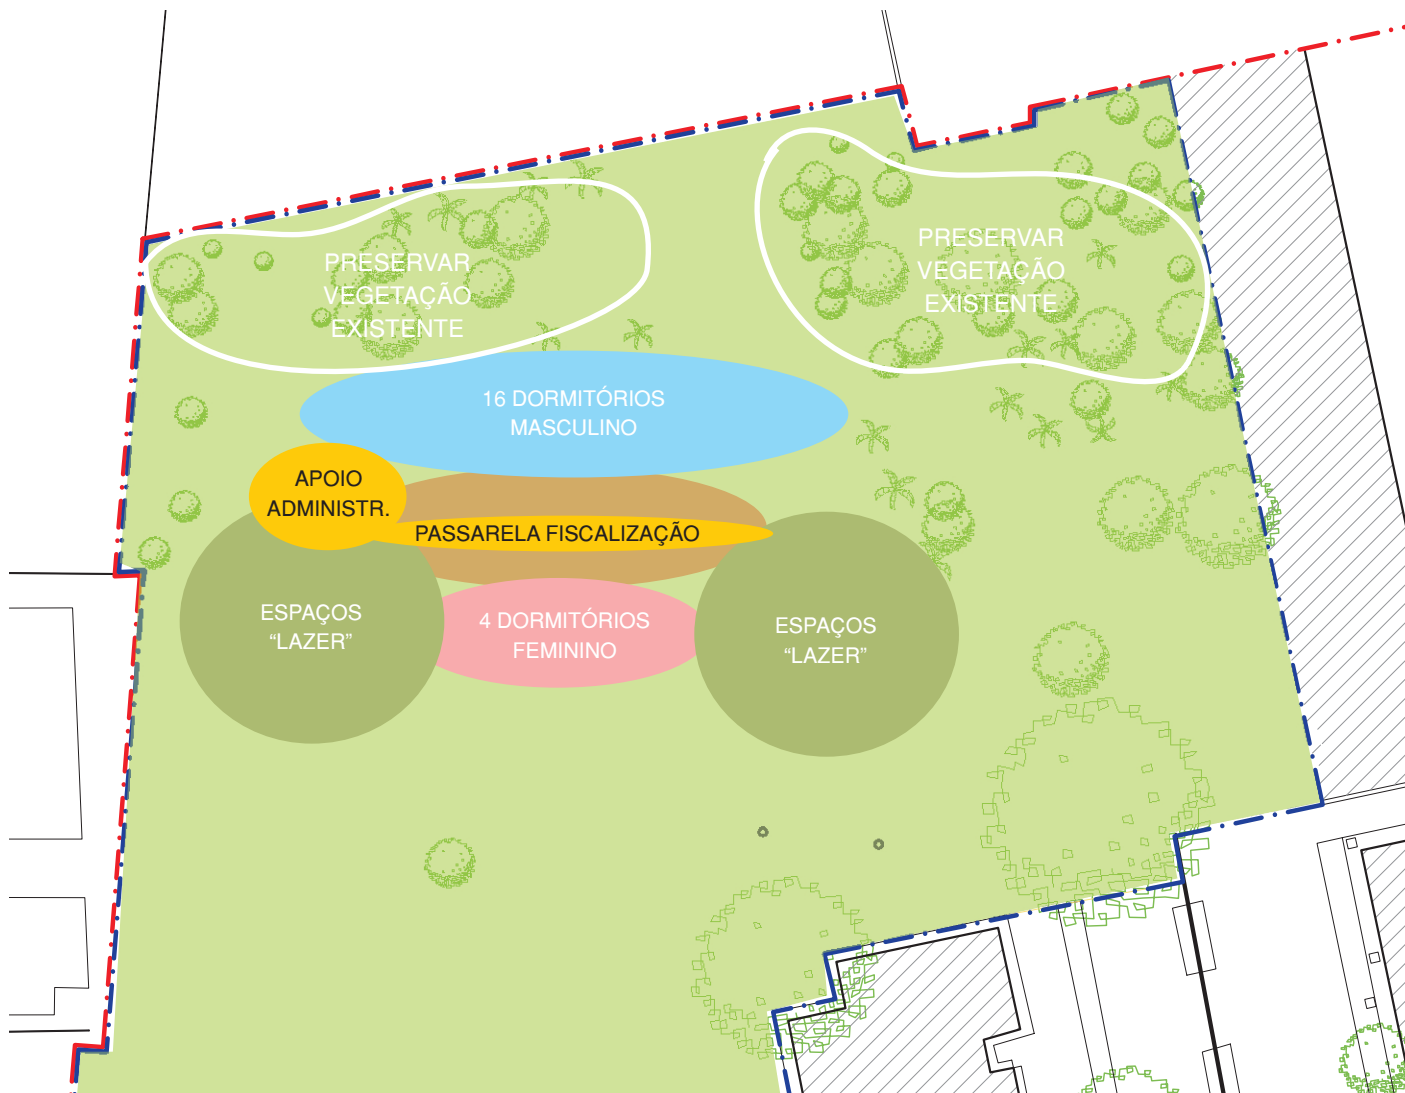 PRESERVAR
VEGETAÇÃO
EXISTENTE
PRESERVAR
VEGETAÇÃO
EXISTENTE
16 DORMITÓRIOS
MASCULINO
APOIO
ADMINISTR.
PASSARELA FISCALIZAÇÃO
ESPAÇOS
“LAZER”
4 DORMITÓRIOS
FEMININO
ESPAÇOS
“LAZER”